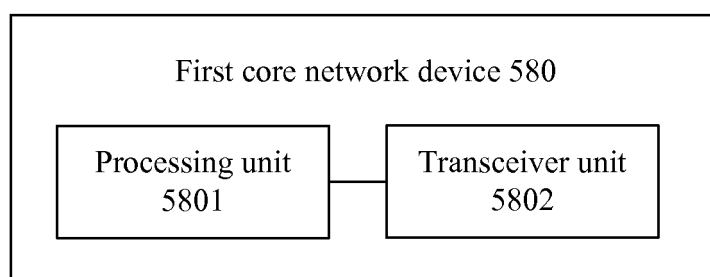 First core network device 580
Processing unit
5801
Transceiver unit
5802